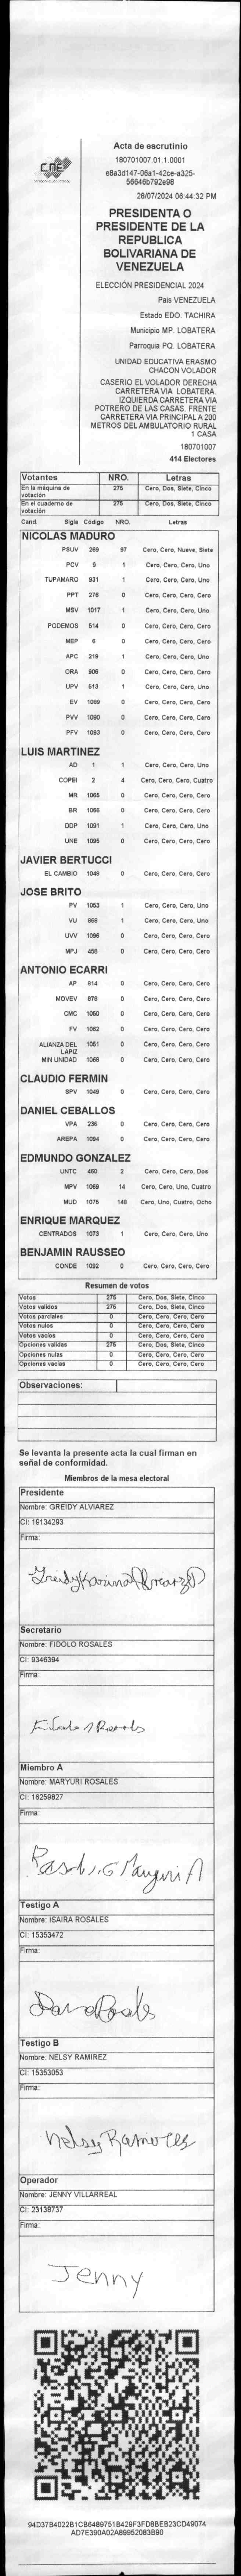 CNE
Acta de escrutinio
180701007.01.1.0001
e8a3d147-06a1-42ce-a325-
56646b792e98
28/07/2024 06:44:32 PM
PRESIDENTA O
PRESIDENTE DE LA
REPUBLICA
BOLIVARIANA DE
VENEZUELA
ELECCIÓN PRESIDENCIAL 2024
Pais VENEZUELA
Estado EDO. TACHIRA
Municipio MP. LOBATERA
Parroquia PQ. LOBATERA
UNIDAD EDUCATIVA ERASMO
CHACON VOLADOR
CASERIO EL VOLADOR DERECHA
CARRETERA VIA LOBATERA.
IZQUIERDA CARRETERA VIA
POTRERO DE LAS CASAS. FRENTE
CARRETERA VIA PRINCIPAL A 200
METROS DEL AMBULATORIO RURAL
1 CASA
180701007
414 Electores
Votantes NRO. Letras
En la máquina de votación 275 Cero, Dos, Siete, Cinco
En el cuaderno de votación 275 Cero, Dos, Siete, Cinco
Cand. Sigla Código NRO. Letras
NICOLAS MADURO
PSUV 269 97 Cero, Cero, Nueve, Siete
PCV 9 1 Cero, Cero, Cero, Uno
TUPAMARO 931 1 Cero, Cero, Cero, Uno
PPT 276 0 Cero, Cero, Cero, Cero
MSV 1017 1 Cero, Cero, Cero, Uno
PODEMOS 514 0 Cero, Cero, Cero, Cero
MEP 6 0 Cero, Cero, Cero, Cero
APC 219 1 Cero, Cero, Cero, Uno
ORA 906 0 Cero, Cero, Cero, Cero
UPV 513 1 Cero, Cero, Cero, Uno
EV 1089 0 Cero, Cero, Cero, Cero
PVV 1090 0 Cero, Cero, Cero, Cero
PFV 1093 0 Cero, Cero, Cero, Cero
LUIS MARTINEZ
AD 1 1 Cero, Cero, Cero, Uno
COPEI 2 4 Cero, Cero, Cero, Cuatro
MR 1065 0 Cero, Cero, Cero, Cero
BR 1066 0 Cero, Cero, Cero, Cero
DDP 1091 1 Cero, Cero, Cero, Uno
UNE 1095 0 Cero, Cero, Cero, Cero
JAVIER BERTUCCI
EL CAMBIO 1048 0 Cero, Cero, Cero, Cero
JOSE BRITO
PV 1053 1 Cero, Cero, Cero, Uno
VU 868 1 Cero, Cero, Cero, Uno
UVV 1096 0 Cero, Cero, Cero, Cero
MPJ 458 0 Cero, Cero, Cero, Cero
ANTONIO ECARRI
AP 814 0 Cero, Cero, Cero, Cero
MOVEV 878 0 Cero, Cero, Cero, Cero
CMC 1050 0 Cero, Cero, Cero, Cero
FV 1082 0 Cero, Cero, Cero, Cero
ALIANZA DEL LAPIZ 1051 0 Cero, Cero, Cero, Cero
MIN UNIDAD 1068 0 Cero, Cero, Cero, Cero
CLAUDIO FERMIN
SPV 1049 0 Cero, Cero, Cero, Cero
DANIEL CEBALLOS
VPA 236 0 Cero, Cero, Cero, Cero
AREPA 1094 0 Cero, Cero, Cero, Cero
EDMUNDO GONZALEZ
UNTC 460 2 Cero, Cero, Cero, Dos
MPV 1069 14 Cero, Cero, Uno, Cuatro
MUD 1075 148 Cero, Uno, Cuatro, Ocho
ENRIQUE MARQUEZ
CENTRADOS 1073 1 Cero, Cero, Cero, Uno
BENJAMIN RAUSSEO
CONDE 1092 0 Cero, Cero, Cero, Cero
Resumen de votos
Votos 275 Cero, Dos, Siete, Cinco
Votos validos 275 Cero, Dos, Siete, Cinco
Votos parciales 0 Cero, Cero, Cero, Cero
Votos nulos 0 Cero, Cero, Cero, Cero
Votos vacios 0 Cero, Cero, Cero, Cero
Opciones validas 275 Cero, Dos, Siete, Cinco
Opciones nulas 0 Cero, Cero, Cero, Cero
Opciones vacias 0 Cero, Cero, Cero, Cero
Observaciones:
Se levanta la presente acta la cual firman en
señal de conformidad.
Miembros de la mesa electoral
Presidente
Nombre: GREIDY ALVIAREZ
CI: 19134293
Firma:
Secretario
Nombre: FIDOLO ROSALES
CI: 9346394
Firma:
Miembro A
Nombre: MARYURI ROSALES
CI: 16259827
Firma:
Testigo A
Nombre: ISAIRA ROSALES
CI: 15353472
Firma:
Testigo B
Nombre: NELSY RAMIREZ
CI: 15353053
Firma:
Nelsy Ramirez
Operador
Nombre: JENNY VILLARREAL
CI: 23136737
Firma:
Jenny
94D37B4022B1CB6489751B429F3FD8BEB23CD49074
AD7E390A02A89952083B90